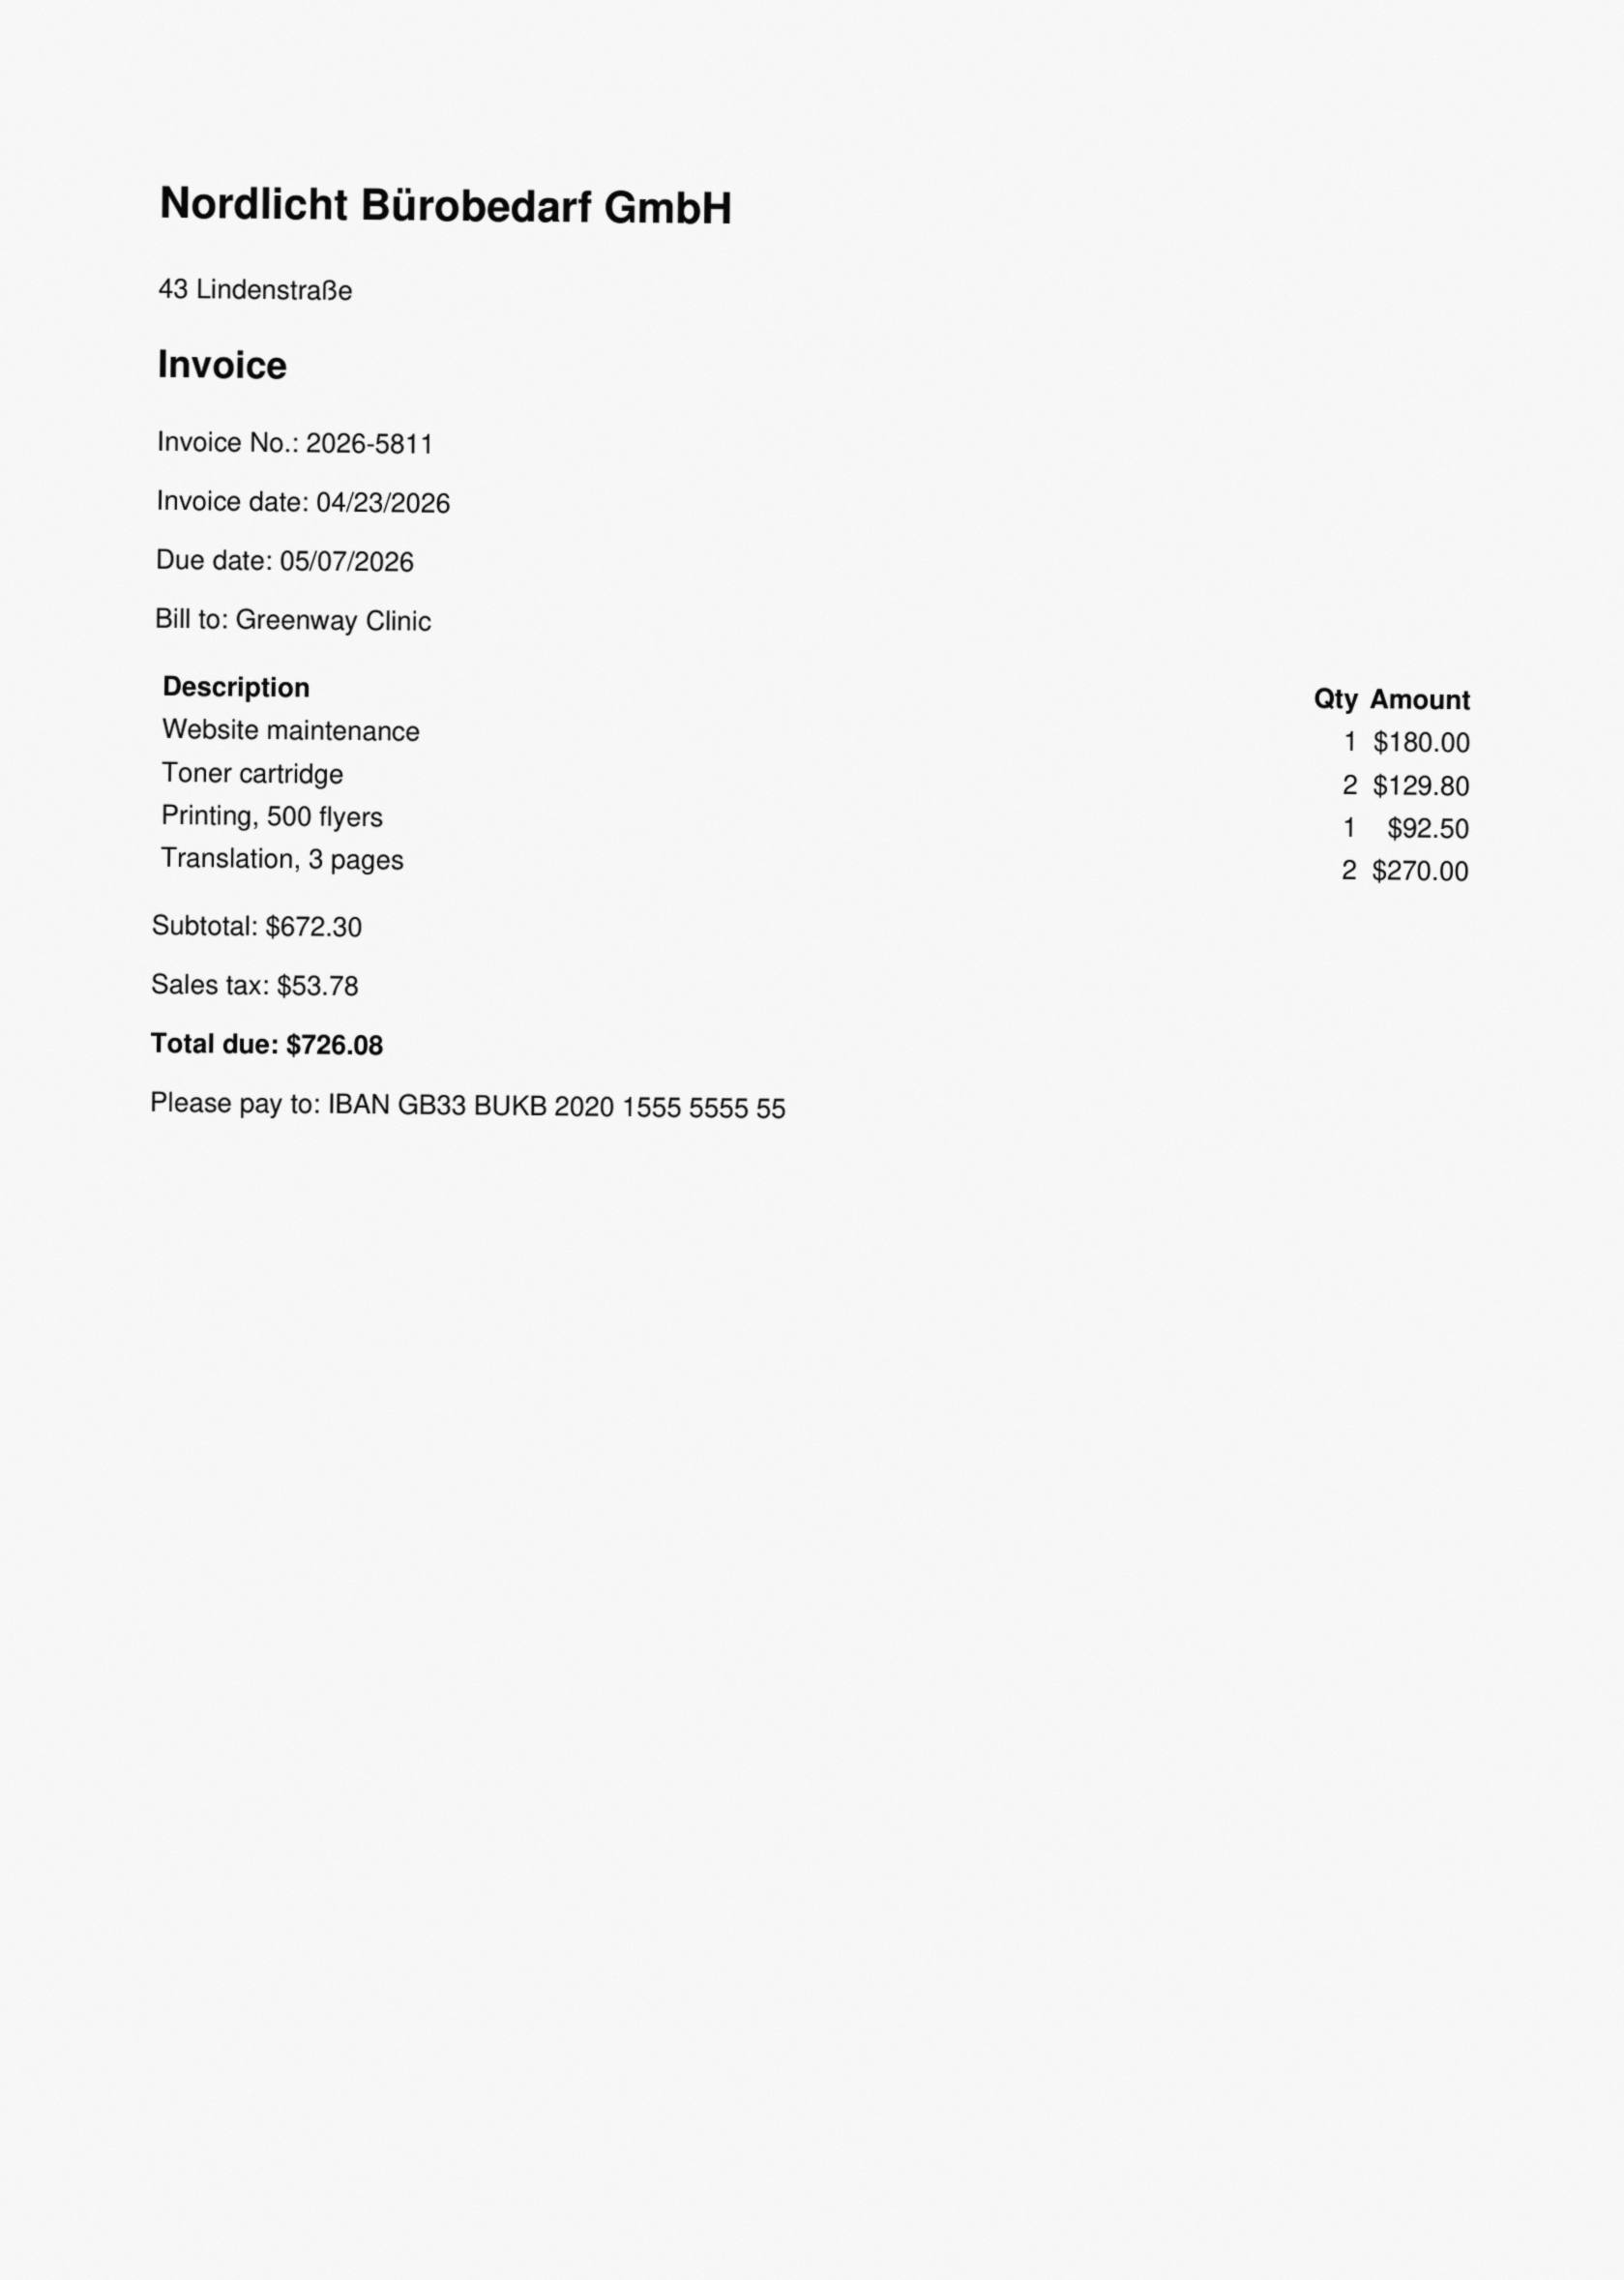 Nordlicht Bürobedarf GmbH
43 Lindenstraße
Invoice
Invoice No.: 2026-5811
Invoice date: 04/23/2026
Due date: 05/07/2026
Bill to: Greenway Clinic
Description Qty Amount
Website maintenance 1 $180.00
Toner cartridge 2 $129.80
Printing, 500 flyers 1 $92.50
Translation, 3 pages 2 $270.00
Subtotal: $672.30
Sales tax: $53.78
Total due: $726.08
Please pay to: IBAN GB33 BUKB 2020 1555 5555 55